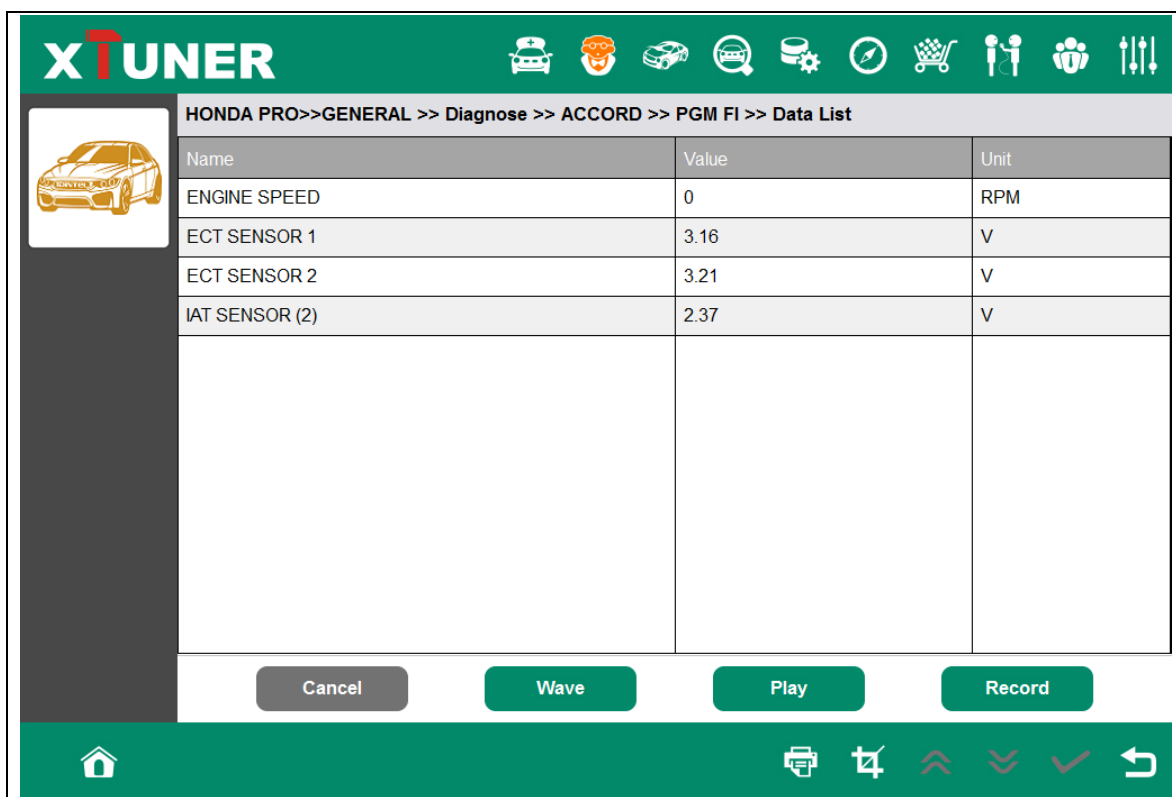 XTUNER
HONDA PRO>>GENERAL >> Diagnose >> ACCORD >> PGM FI >> Data List
Name Value Unit
ENGINE SPEED 0 RPM
ECT SENSOR 1 3.16 V
ECT SENSOR 2 3.21 V
IAT SENSOR (2) 2.37 V
Cancel Wave Play Record